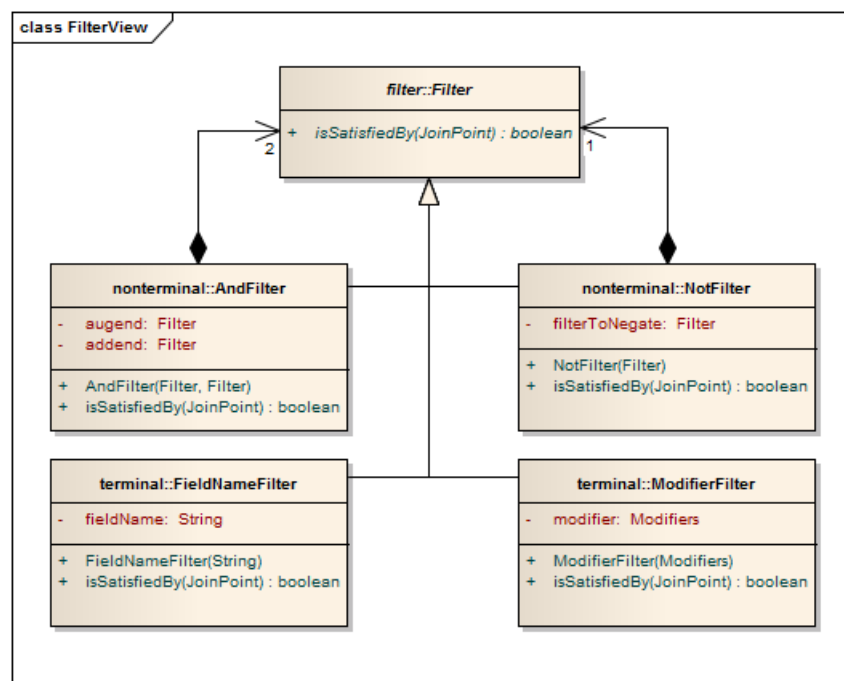 class FilterView
filter::Filter
+ isSatisfiedBy(JoinPoint) : boolean
2
1
nonterminal::AndFilter
- augend: Filter
- addend: Filter
+ AndFilter(Filter, Filter)
+ isSatisfiedBy(JoinPoint) : boolean
nonterminal::NotFilter
- filterToNegate: Filter
+ NotFilter(Filter)
+ isSatisfiedBy(JoinPoint) : boolean
terminal::FieldNameFilter
- fieldName: String
+ FieldNameFilter(String)
+ isSatisfiedBy(JoinPoint) : boolean
terminal::ModifierFilter
- modifier: Modifiers
+ ModifierFilter(Modifiers)
+ isSatisfiedBy(JoinPoint) : boolean